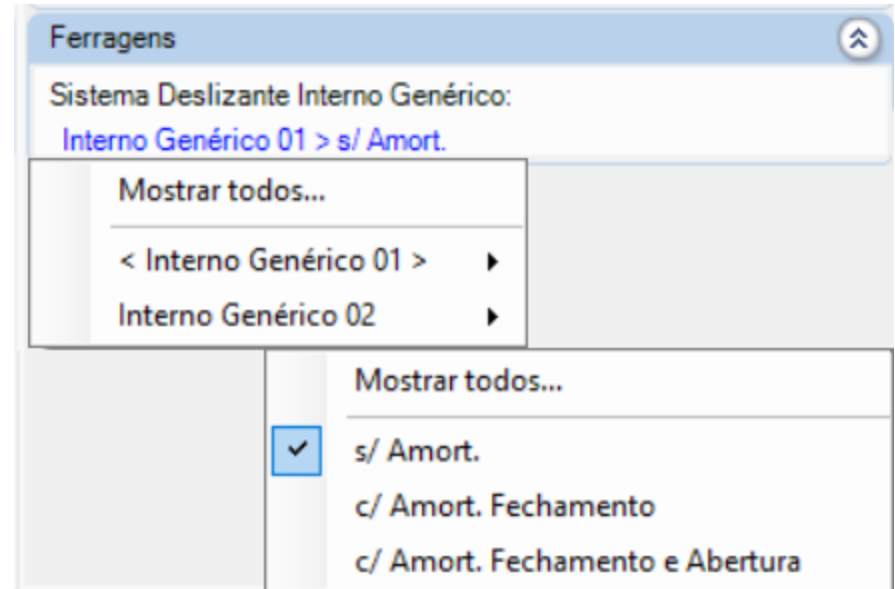 Ferragens
Sistema Deslizante Interno Genérico:
Interno Genérico 01 > s/ Amort.
Mostrar todos...
< Interno Genérico 01 >
Interno Genérico 02
Mostrar todos...
s/ Amort.
c/ Amort. Fechamento
c/ Amort. Fechamento e Abertura